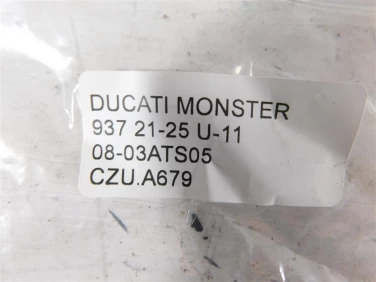 DUCATI MONSTER
937 21-25 U-11
08-03ATS05
CZU.A679